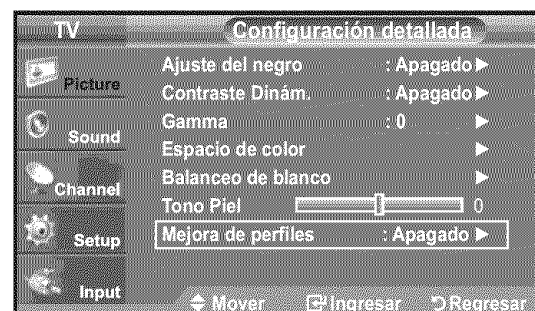 TV
Configuración detallada
Picture
Sound
Channel
Setup
Input
Ajuste del negro : Apagado
Contraste Dinám. : Apagado
Gamma : 0
Espacio de color
Balanceo de blanco
Tono Piel 0
Mejora de perfiles : Apagado
Mover Ingresar Regresar